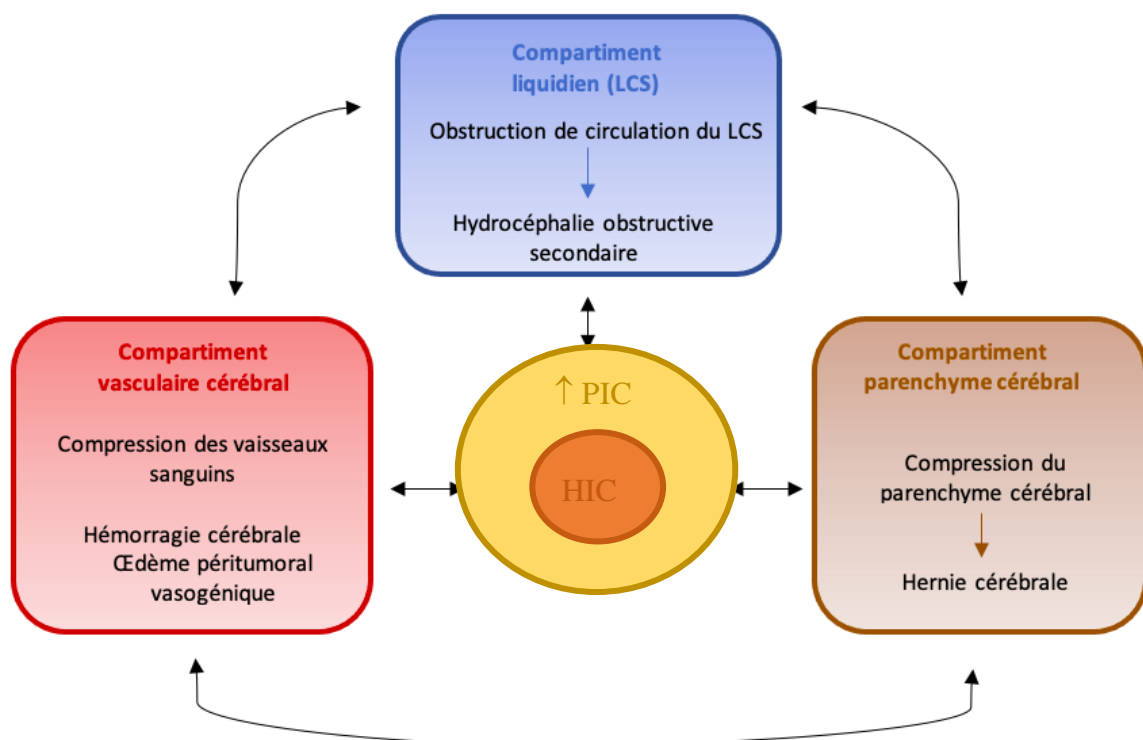 Compartiment
liquidien (LCS)
Obstruction de circulation du LCS
Hydrocéphalie obstructive
secondaire
Compartiment
vasculaire cérébral
Compression des vaisseaux
sanguins
Hémorragie cérébrale
Œdème péritumoral
vasogénique
↑ PIC
HIC
Compartiment
parenchyme cérébral
Compression du
parenchyme cérébral
Hernie cérébrale